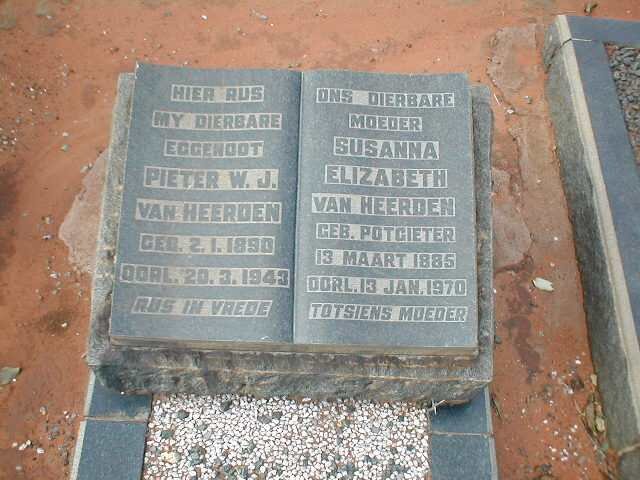 HIER RUS
MY DIERBARE
EGGENOOT
PIETER W. J.
VAN HEERDEN
GEB. 2. 1. 1890
OORL. 20. 3. 1943
RUS IN VREDE
ONS DIERBARE
MOEDER
SUSANNA
ELIZABETH
VAN HEERDEN
GEB. POTGIETER
13 MAART 1885
OORL. 13 JAN. 1970
TOTSIENS MOEDER